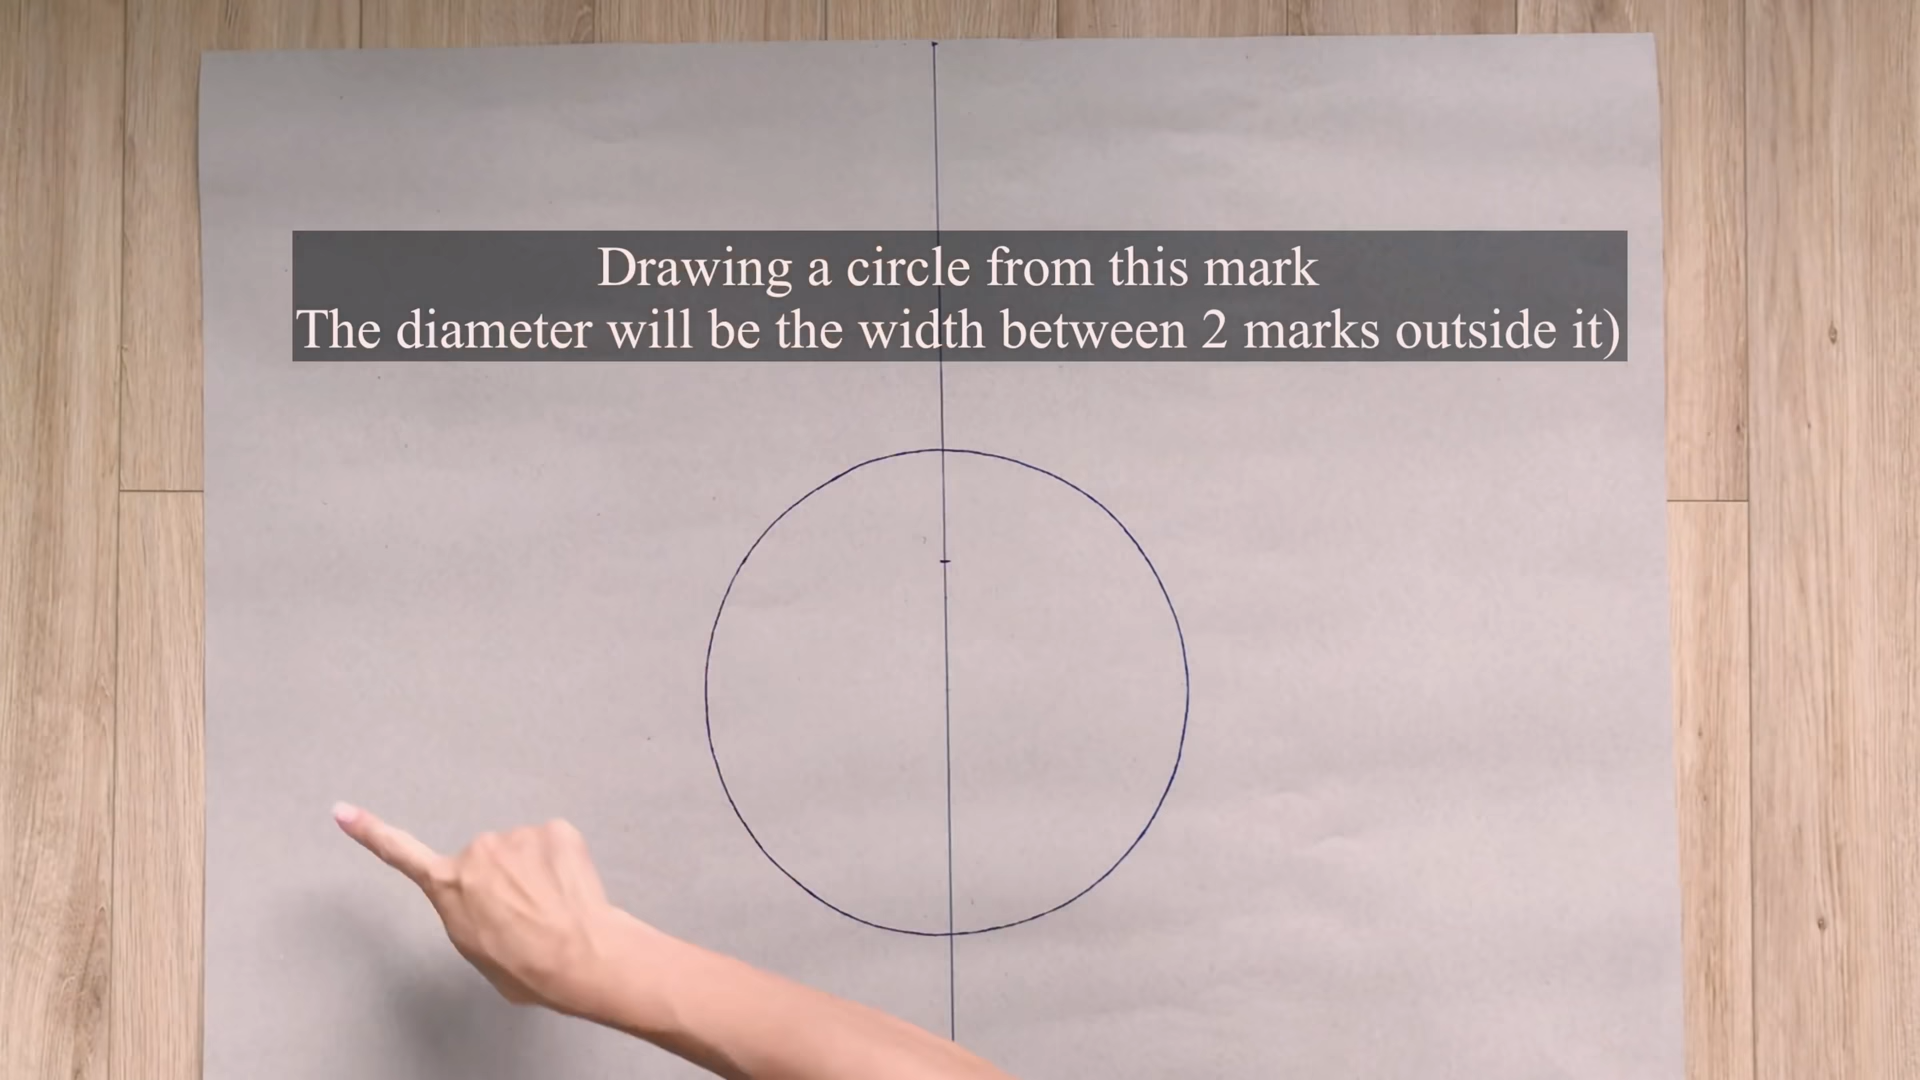 Drawing a circle from this mark
The diameter will be the width between 2 marks outside it)